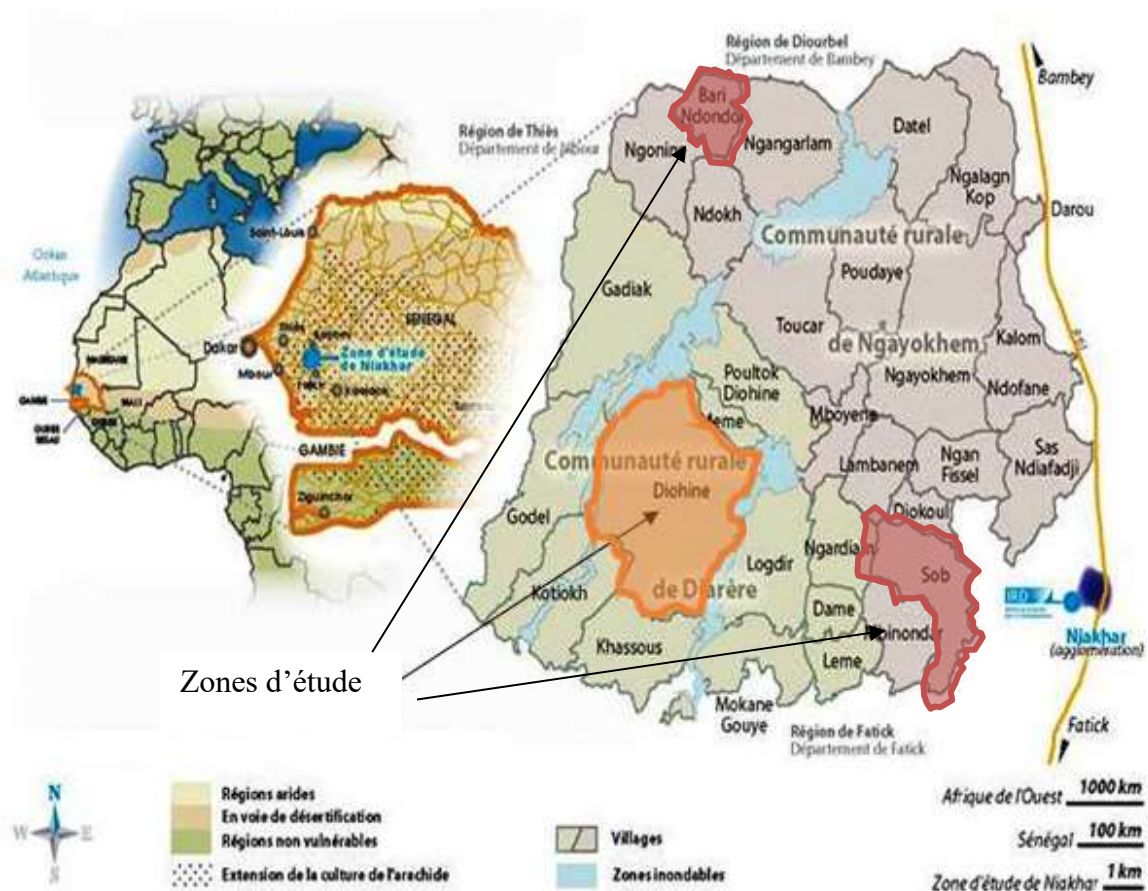 Région de Diourbel
Département de Bambey
Bambey
Région de Thiès
Bari
Ndondol
Datel
Ngonine
Ngangarlam
Ngalagn
Kop
Darou
Saint-Louis
Ndokh
Communauté rurale
Océan
Atlantique
Gadiak
Poudaye
SENEGAL
Toucar
Kalom
Dakar
Zone d'étude
de Niakhar
de Ngayokhem
Mbour
Poultok
Diohine
Ngayokhem
Ndofane
Mboyene
GAMBIE
MALI
GAMBIE
Communauté rurale
Lambanem
Ngan
Fissel
Sas
Ndiafadji
Diohine
Ziguinchor
Diokoul
Godel
Logdir
Ngardiam
Sob
Kotiokh
de Diarère
IRD
Dame
Niakhar
(agglomération)
Khassous
Leme
Zones d'étude
Mokane
Gouye
Région de Fatick
Département de Fatick
Fatick
N
W
E
S
Régions arides
En voie de désertification
Régions non vulnérables
Extension de la culture de l'arachide
Villages
Zones inondables
Afrique de l'Ouest 1000 km
Sénégal 100 km
Zone d'étude de Niakhar 1 km